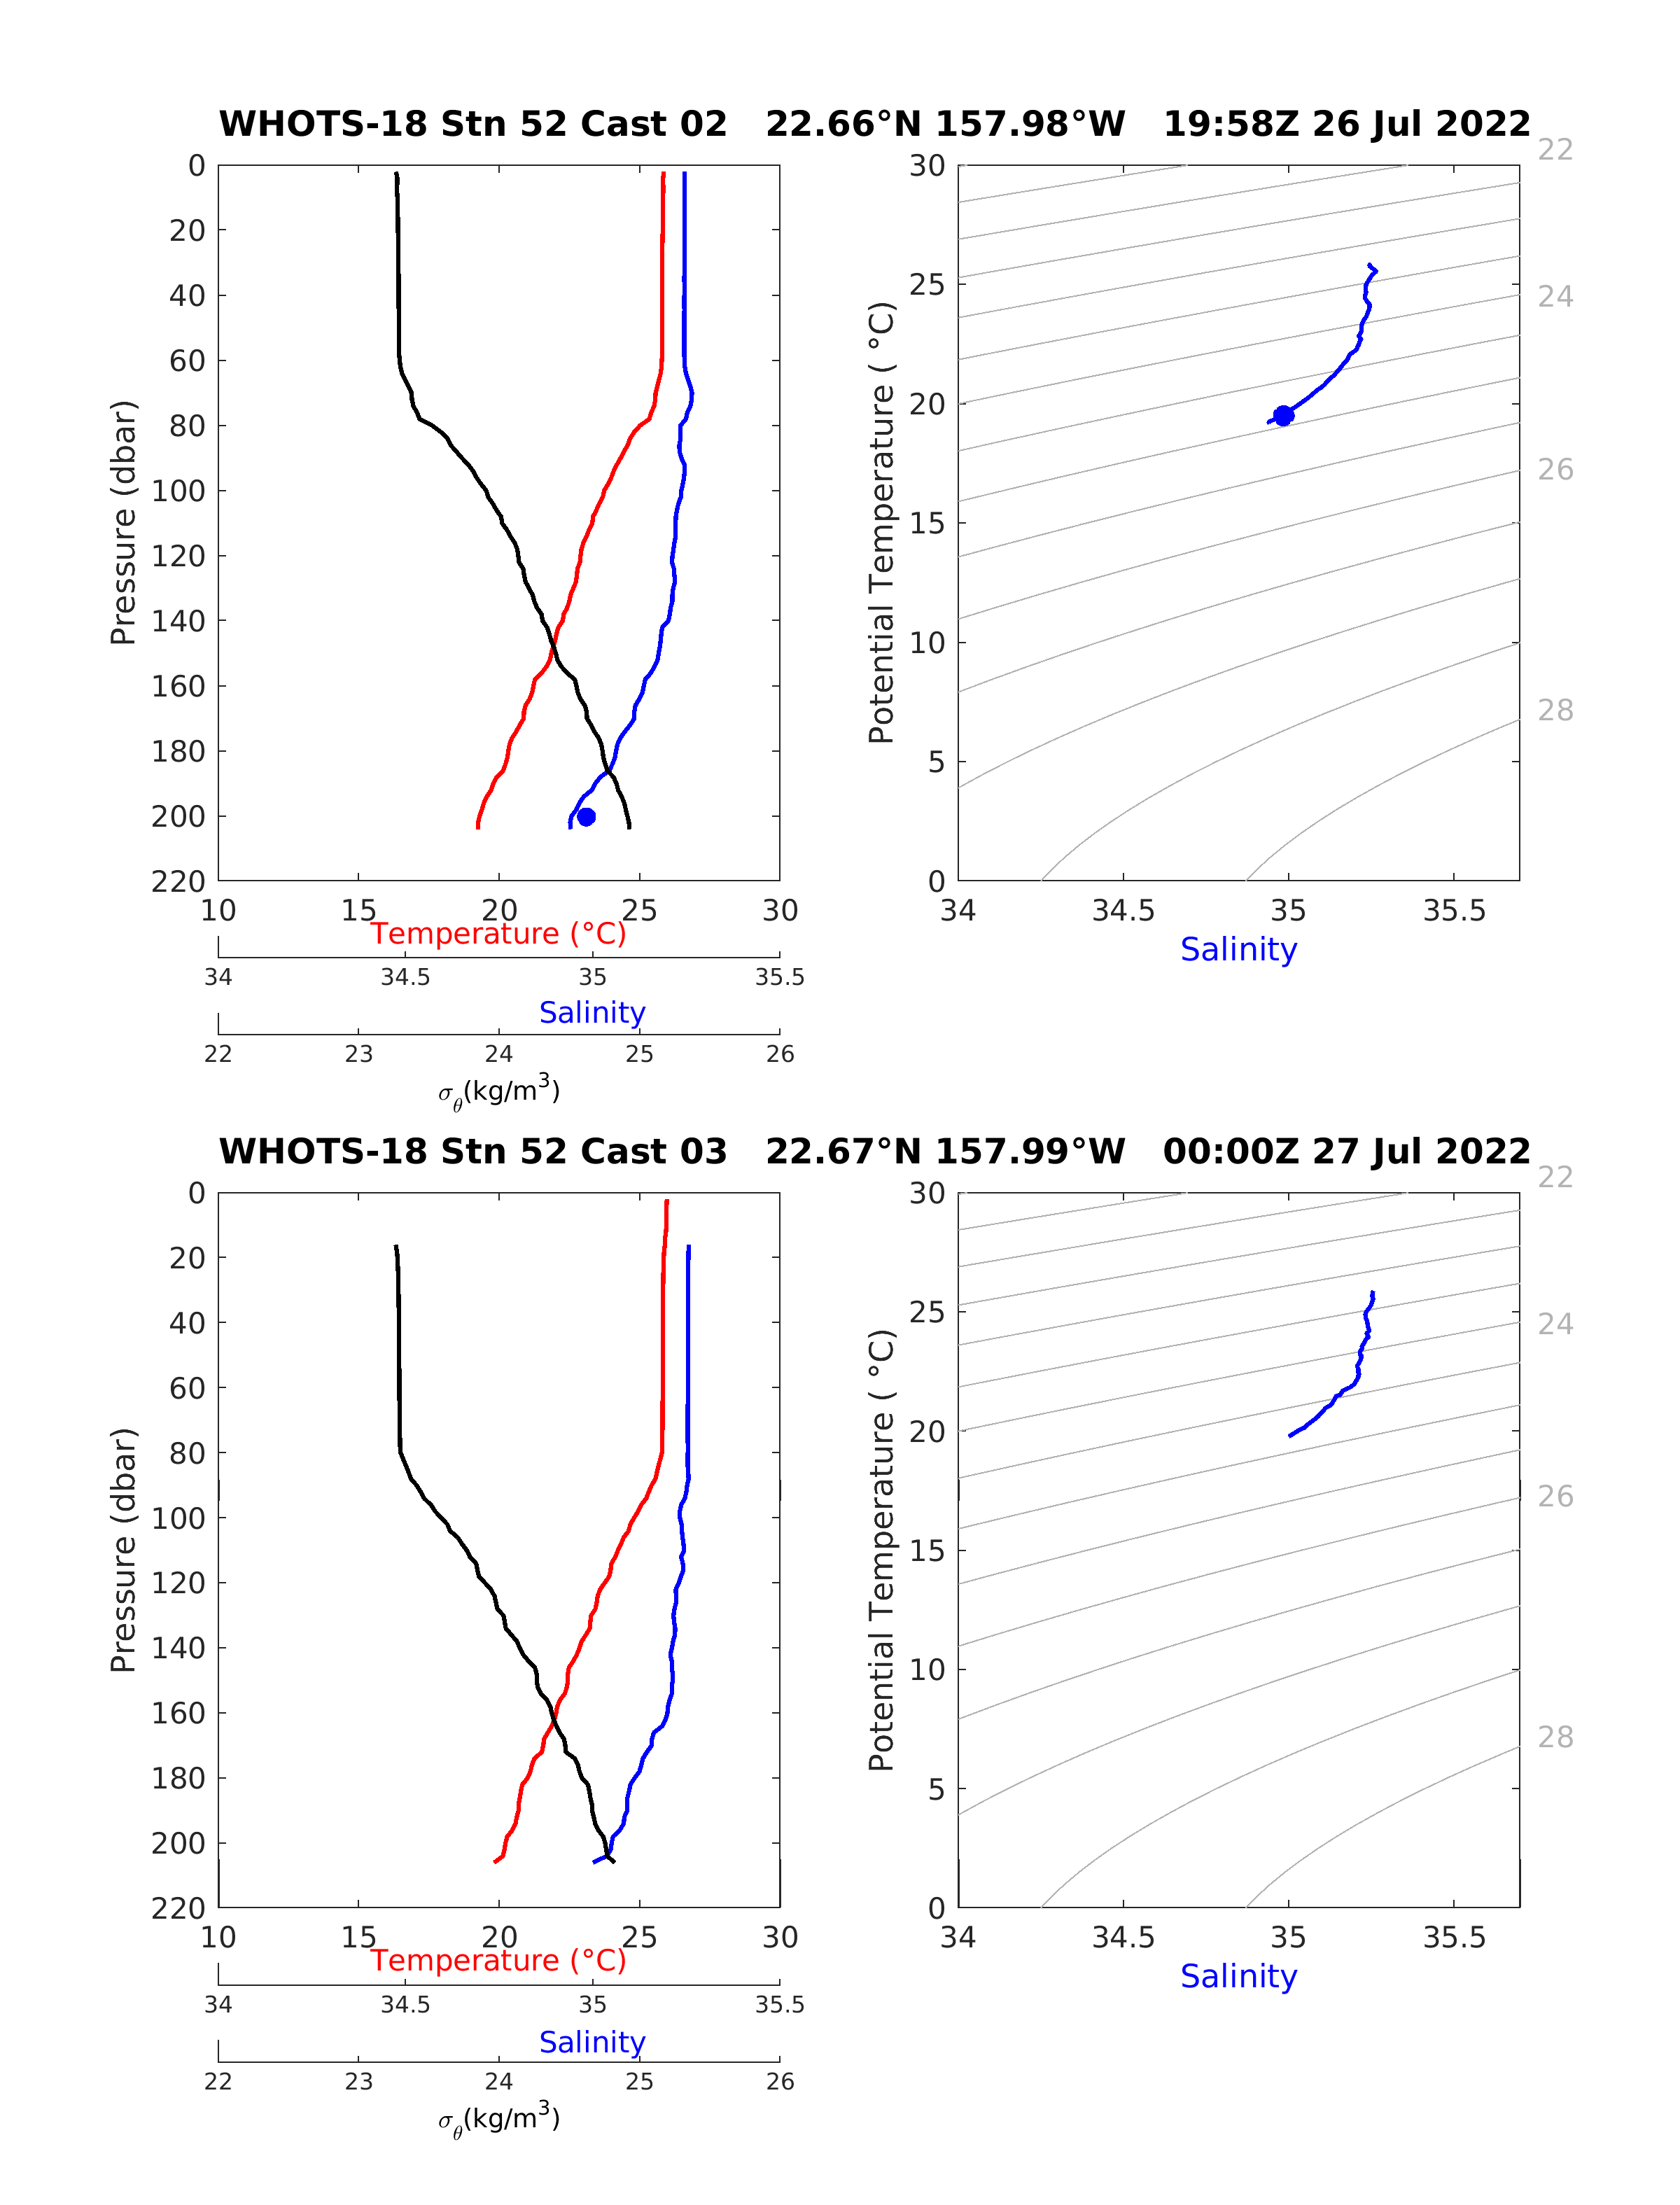 WHOTS-18 Stn 52 Cast 02   22.66°N 157.98°W   19:58Z 26 Jul 2022
0
20
40
60
80
100
120
140
160
180
200
220
Pressure (dbar)
10 15 20 25 30
Temperature (°C)
34 34.5 35 35.5
Salinity
22 23 24 25 26
σθ(kg/m3)
30
25
20
15
10
5
0
Potential Temperature ( °C)
34 34.5 35 35.5
Salinity
22
24
26
28
WHOTS-18 Stn 52 Cast 03   22.67°N 157.99°W   00:00Z 27 Jul 2022
0
20
40
60
80
100
120
140
160
180
200
220
Pressure (dbar)
10 15 20 25 30
Temperature (°C)
34 34.5 35 35.5
Salinity
22 23 24 25 26
σθ(kg/m3)
30
25
20
15
10
5
0
Potential Temperature ( °C)
34 34.5 35 35.5
Salinity
22
24
26
28